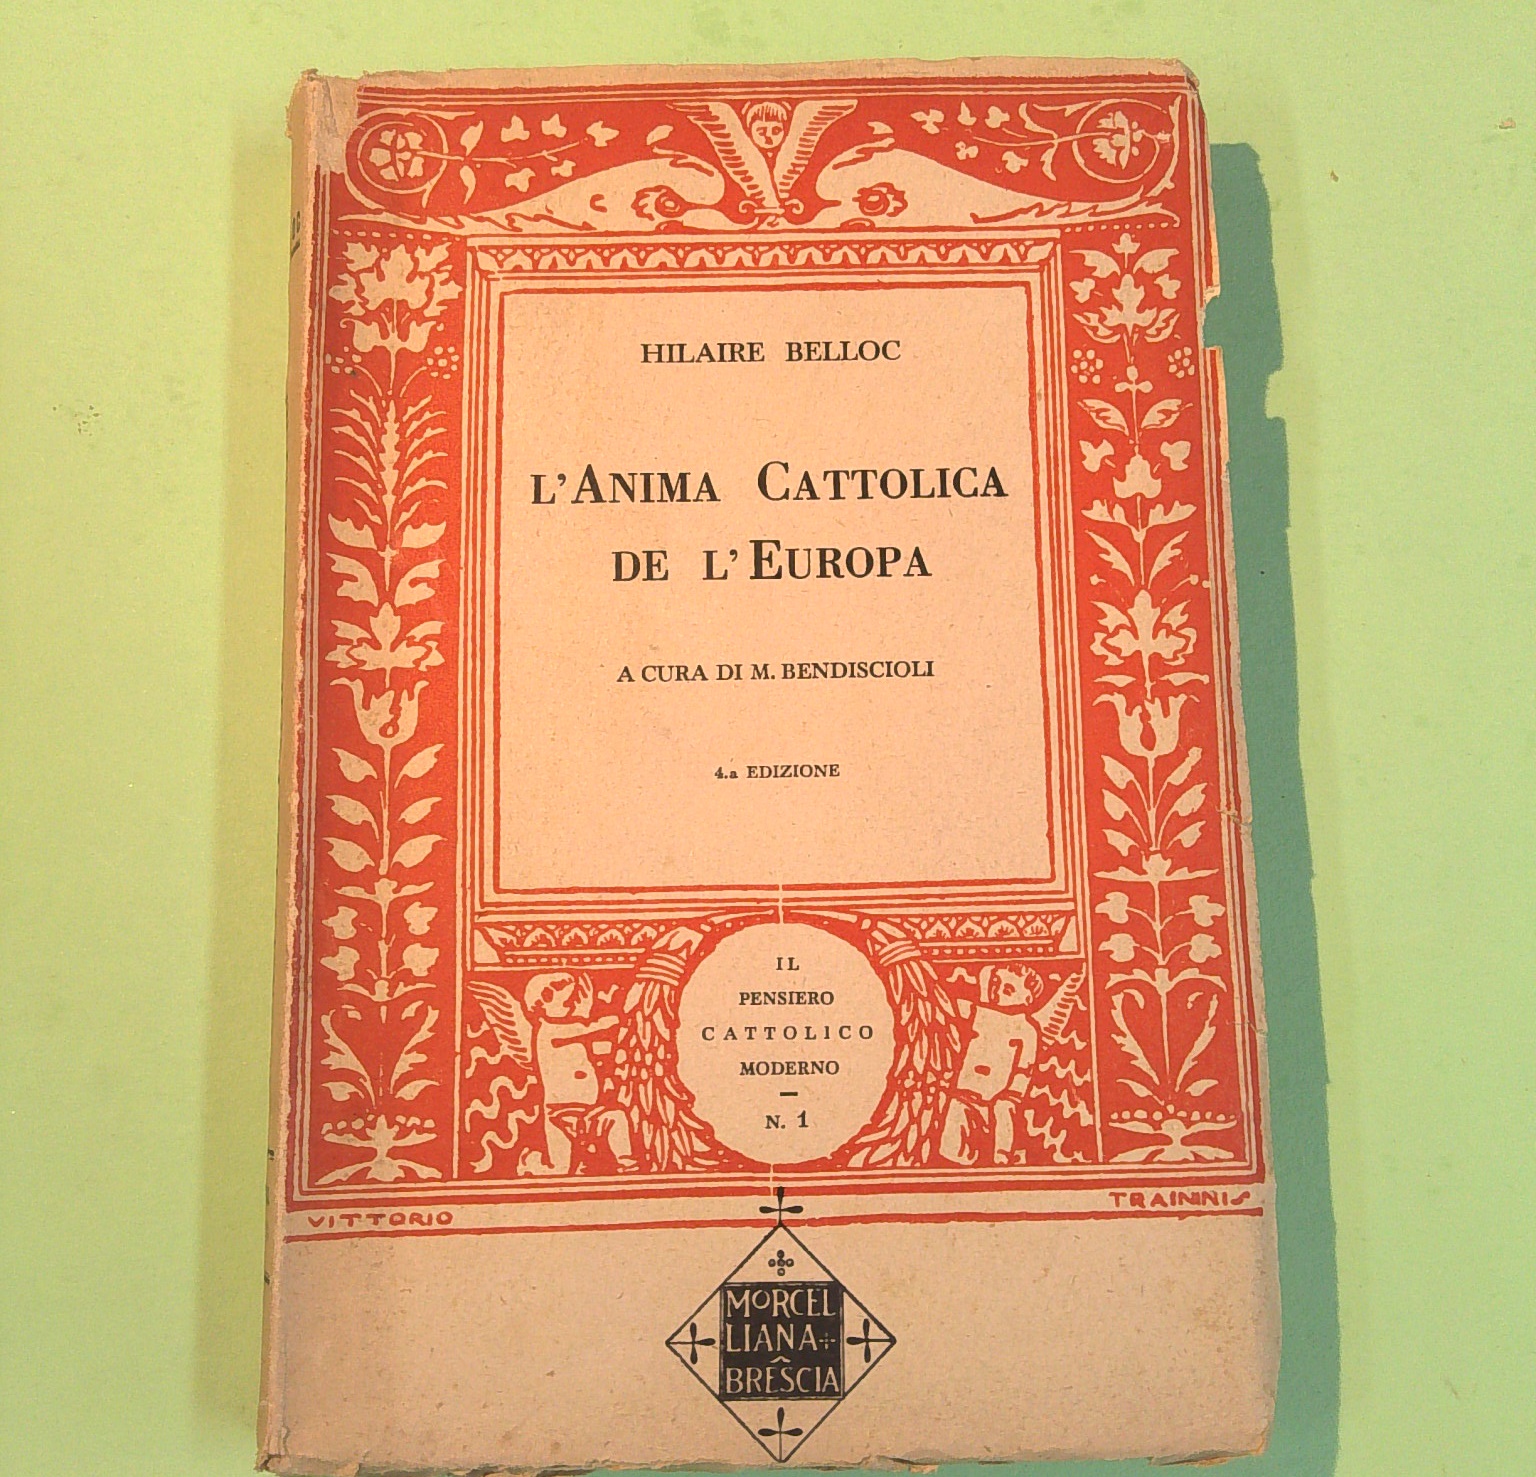 HILAIRE BELLOC
L'ANIMA CATTOLICA
DE L'EUROPA
A CURA DI M. BENDISCIOLI
4.a EDIZIONE
IL
PENSIERO
CATTOLICO
MODERNO
N. 1
VITTORIO
TRAININIS
MORCEL
LIANA
BRESCIA